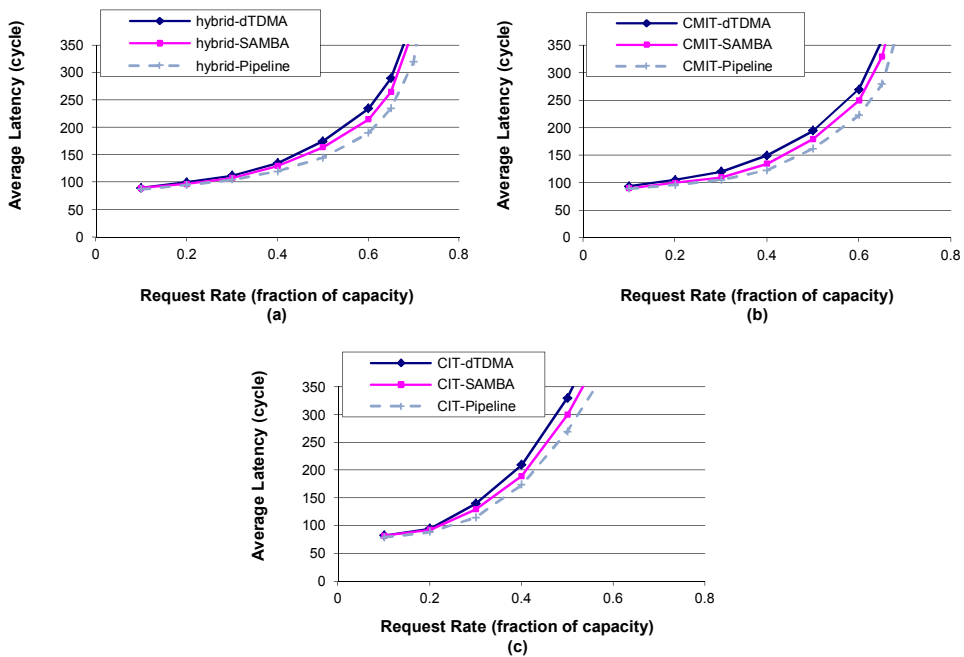 hybrid-dTDMA
hybrid-SAMBA
hybrid-Pipeline
350
300
250
200
150
100
50
0
0
0.2
0.4
0.6
0.8
Average Latency (cycle)
Request Rate (fraction of capacity)
(a)
CMIT-dTDMA
CMIT-SAMBA
CMIT-Pipeline
350
300
250
200
150
100
50
0
0
0.2
0.4
0.6
0.8
Average Latency (cycle)
Request Rate (fraction of capacity)
(b)
CIT-dTDMA
CIT-SAMBA
CIT-Pipeline
350
300
250
200
150
100
50
0
0
0.2
0.4
0.6
0.8
Average Latency (cycle)
Request Rate (fraction of capacity)
(c)